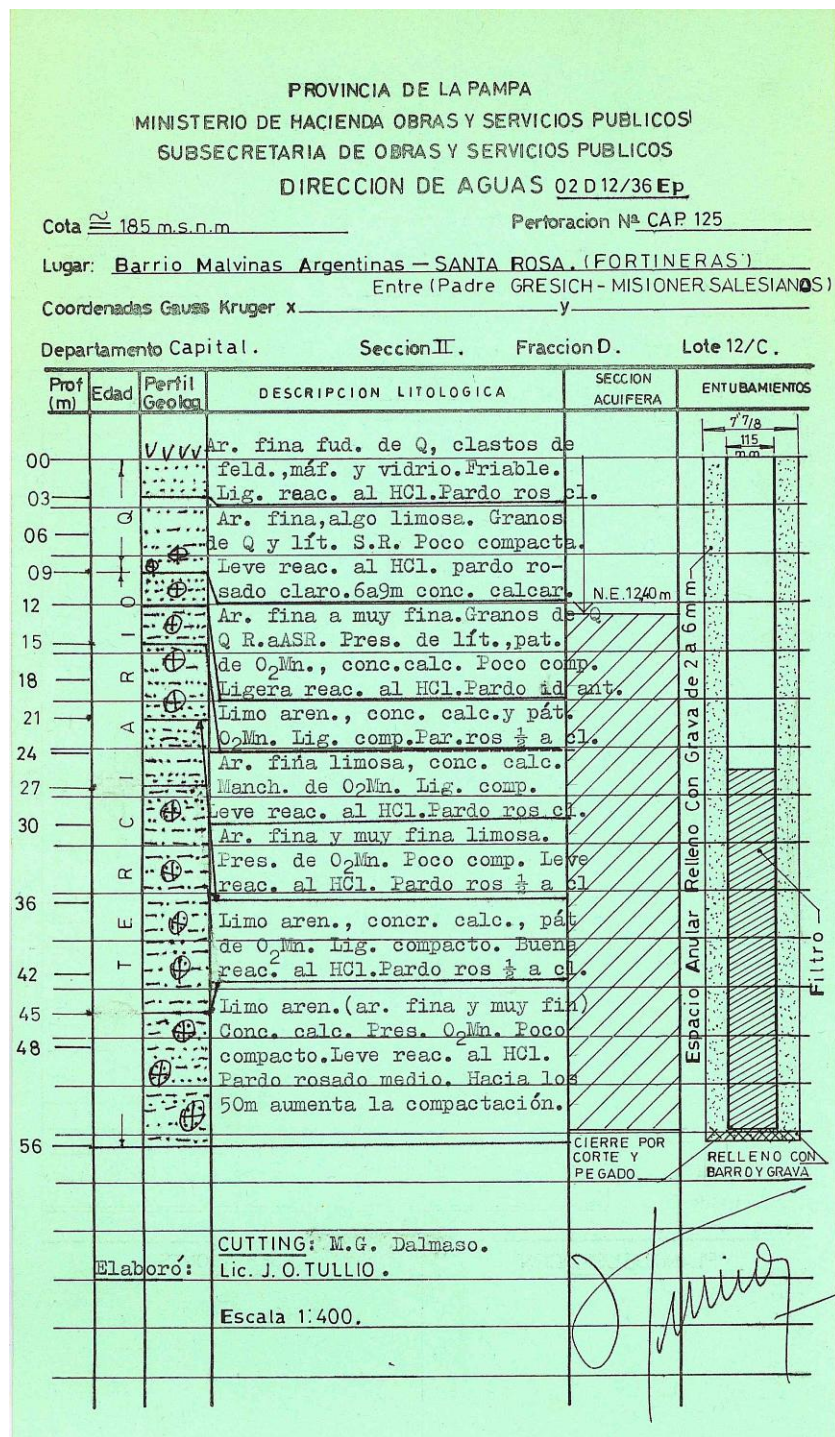 PROVINCIA DE LA PAMPA
MINISTERIO DE HACIENDA OBRAS Y SERVICIOS PUBLICOS
SUBSECRETARIA DE OBRAS Y SERVICIOS PUBLICOS
DIRECCION DE AGUAS 02 D 12/36 Ep
Cota ≅ 185 m.s.n.m
Perforacion Nª CAP. 125
Lugar: Barrio Malvinas Argentinas — SANTA ROSA. (FORTINERAS)
Entre (Padre GRESICH - MISIONER SALESIANOS)
Coordenadas Gauss Kruger x y
Departamento Capital. Seccion II. Fraccion D. Lote 12/C.
Prof (m)
Edad
Perfil Geolog
DESCRIPCION LITOLOGICA
SECCION ACUIFERA
ENTUBAMIENTOS
7" 7/8
115
m m
00
03
06
09
12
15
18
21
24
27
30
36
42
45
48
56
Q
TERCIARIO
VVVV
Ar. fina fud. de Q, clastos de
feld.,máf. y vidrio.Friable.
Lig. reac. al HCl.Pardo ros cl.
Ar. fina,algo limosa. Granos
de Q y lít. S.R. Poco compacta.
Leve reac. al HCl. pardo ro-
sado claro.6a9m conc. calcar.
Ar. fina a muy fina.Granos de Q
Q R.aASR. Pres. de lít.,pat.
de O2Mn., conc.calc. Poco comp.
Ligera reac. al HCl.Pardo id ant.
Limo aren., conc. calc.y pát.
O2Mn. Lig. comp.Par.ros ½ a cl.
Ar. fina limosa, conc. calc.
Manch. de O2Mn. Lig. comp.
Leve reac. al HCl.Pardo ros cl.
Ar. fina y muy fina limosa.
Pres. de O2Mn. Poco comp. Leve
reac. al HCl. Pardo ros ½ a cl
Limo aren., concr. calc., pát
de O2Mn. Lig. compacto. Buena
reac. al HCl.Pardo ros ½ a cl.
Limo aren.(ar. fina y muy fin)
Conc. calc. Pres. O2Mn. Poco
compacto.Leve reac. al HCl.
Pardo rosado medio. Hacia los
50m aumenta la compactación.
N.E. 12,40 m
Espacio Anular Relleno Con Grava de 2 a 6 m m
Filtro
CIERRE POR
CORTE Y
PEGADO
RELLENO CON
BARRO Y GRAVA
CUTTING: M.G. Dalmaso.
Elaboró: Lic. J.O. TULLIO.
Escala 1:400.